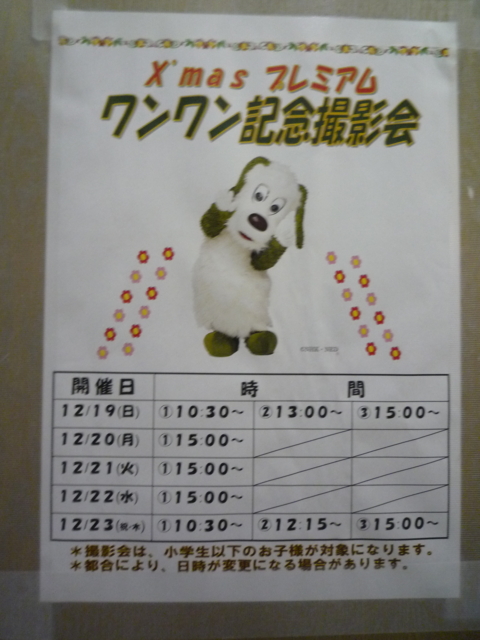 X'mas プレミアム
ワンワン記念撮影会
開催日 時間
12/19(日) ①10:30～ ②13:00～ ③15:00～
12/20(月) ①15:00～
12/21(火) ①15:00～
12/22(水) ①15:00～
12/23(祝・木) ①10:30～ ②12:15～ ③15:00～
＊撮影会は、小学生以下のお子様が対象になります。
＊都合により、日時が変更になる場合があります。